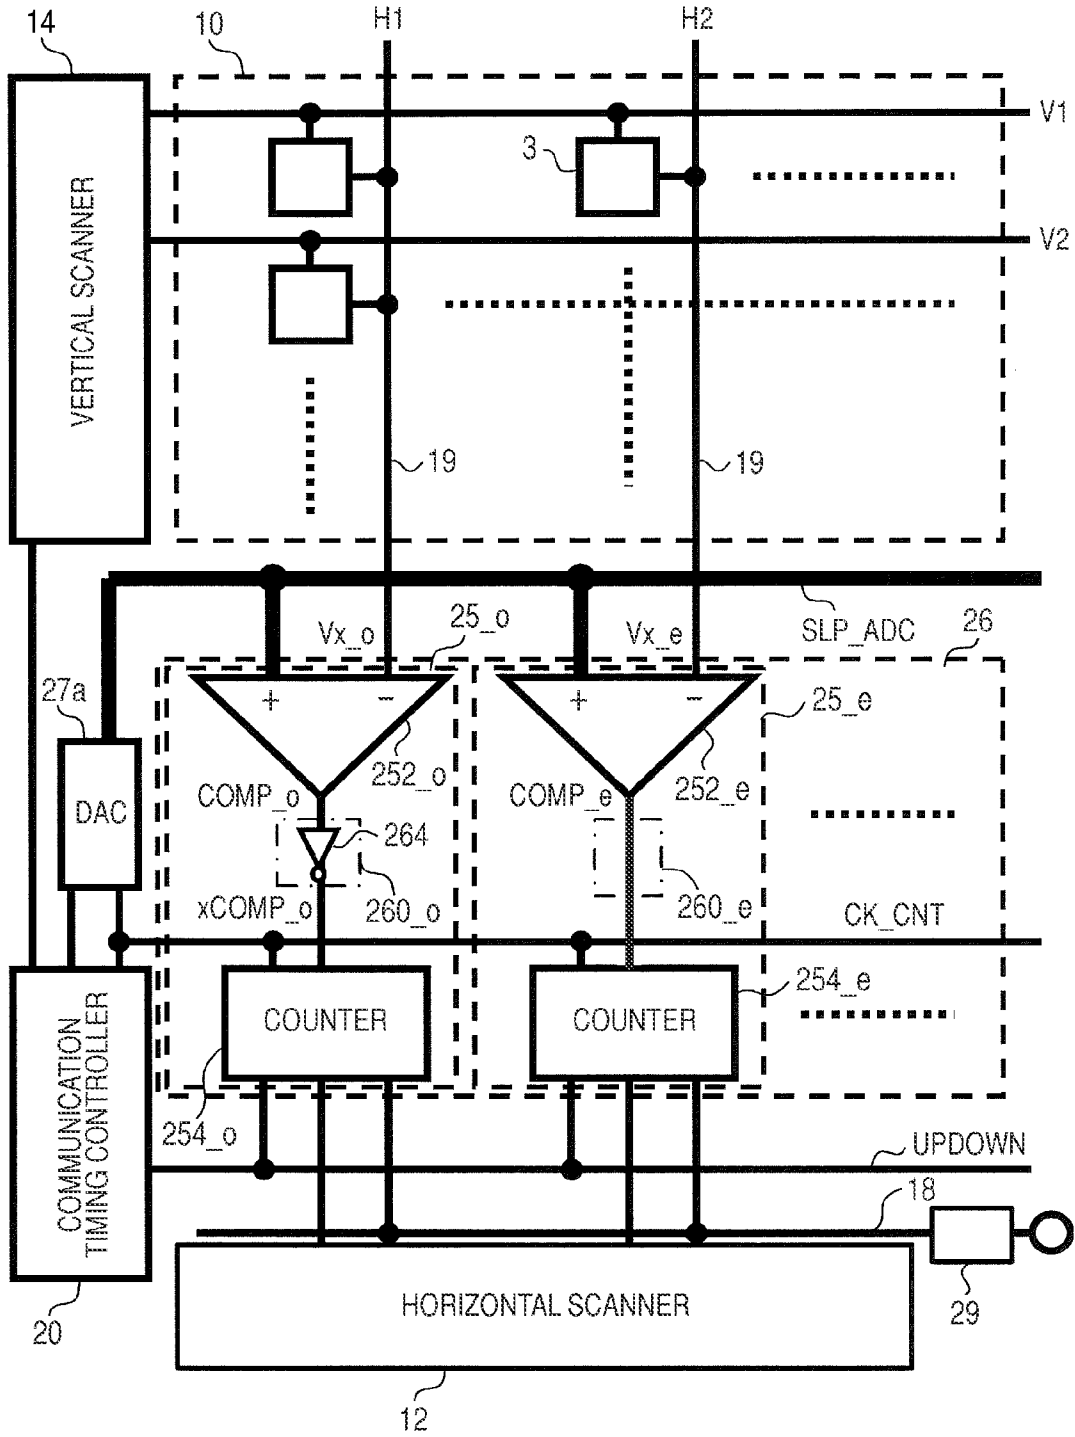 14
10
H1
H2
V1
3
VERTICAL SCANNER
V2
19
19
SLP_ADC
Vx_o
25_o
Vx_e
26
27a
+
−
+
−
25_e
252_o
252_e
DAC
COMP_o
COMP_e
264
xCOMP_o
260_o
260_e
CK_CNT
254_e
COUNTER
COUNTER
COMMUNICATION
TIMING CONTROLLER
254_o
UPDOWN
18
20
HORIZONTAL SCANNER
29
12